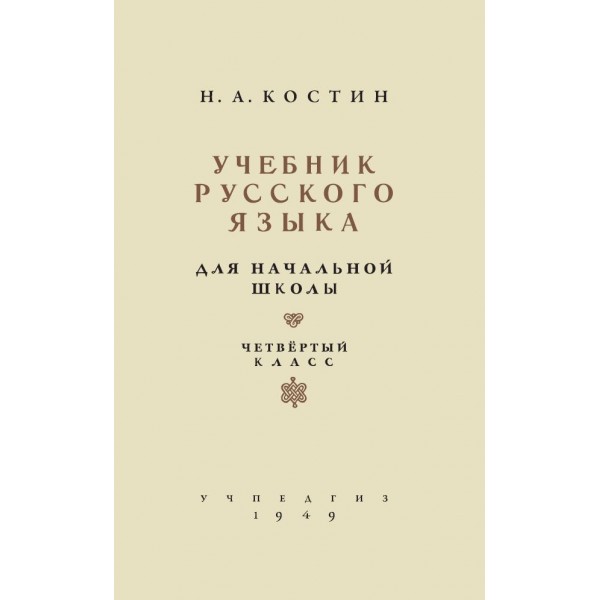 Н. А. КОСТИН
УЧЕБНИК
РУССКОГО
ЯЗЫКА
ДЛЯ НАЧАЛЬНОЙ
ШКОЛЫ
ЧЕТВЁРТЫЙ
КЛАСС
УЧПЕДГИЗ
1949